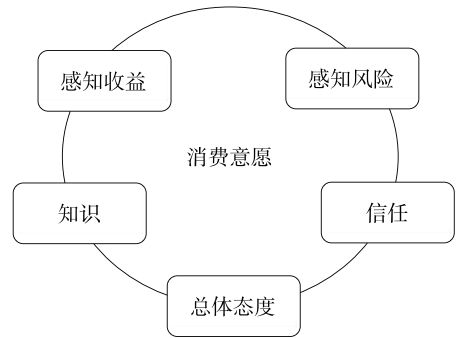 感知收益
感知风险
消费意愿
知识
信任
总体态度